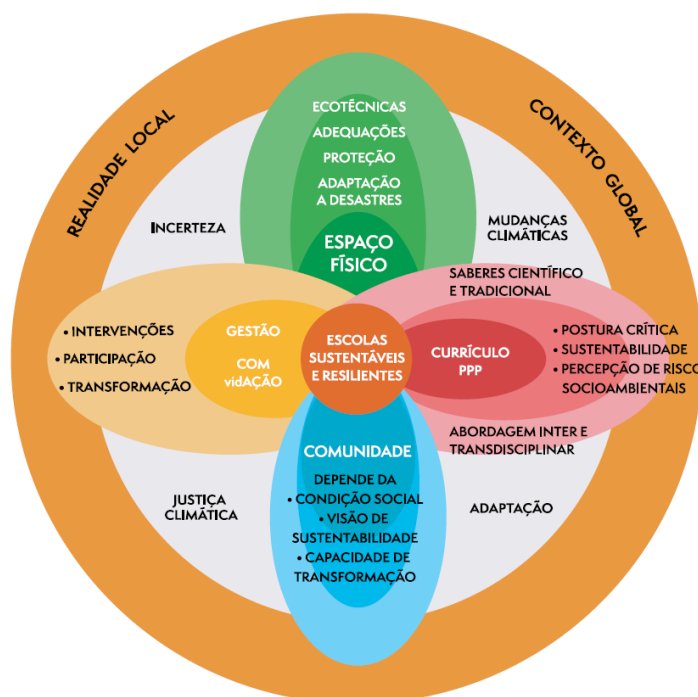 REALIDADE LOCAL
CONTEXTO GLOBAL
ECOTÉCNICAS
ADEQUAÇÕES
PROTEÇÃO
ADAPTAÇÃO
A DESASTRES
ESPAÇO
FÍSICO
INCERTEZA
MUDANÇAS
CLIMÁTICAS
SABERES CIENTÍFICO
E TRADICIONAL
• INTERVENÇÕES
• PARTICIPAÇÃO
• TRANSFORMAÇÃO
GESTÃO
COM
vidAÇÃO
ESCOLAS
SUSTENTÁVEIS
E RESILIENTES
CURRÍCULO
PPP
• POSTURA CRÍTICA
• SUSTENTABILIDADE
• PERCEPÇÃO DE RISCO
SOCIOAMBIENTAIS
ABORDAGEM INTER E
TRANSDISCIPLINAR
COMUNIDADE
DEPENDE DA
• CONDIÇÃO SOCIAL
• VISÃO DE
SUSTENTABILIDADE
• CAPACIDADE DE
TRANSFORMAÇÃO
JUSTIÇA
CLIMÁTICA
ADAPTAÇÃO